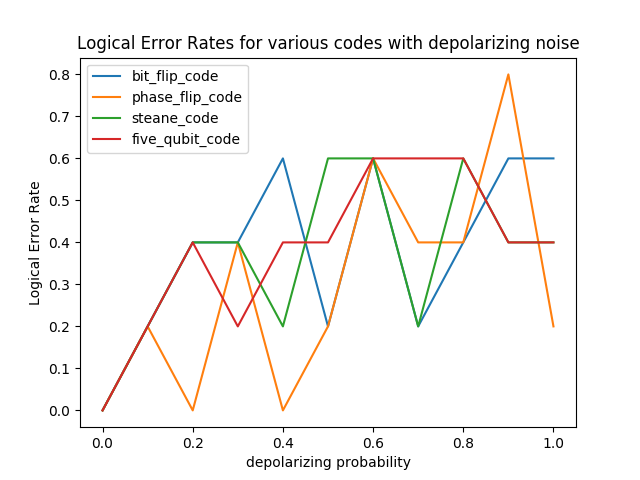 Logical Error Rates for various codes with depolarizing noise
bit_flip_code
phase_flip_code
steane_code
five_qubit_code
Logical Error Rate
0.8
0.7
0.6
0.5
0.4
0.3
0.2
0.1
0.0
0.0 0.2 0.4 0.6 0.8 1.0
depolarizing probability